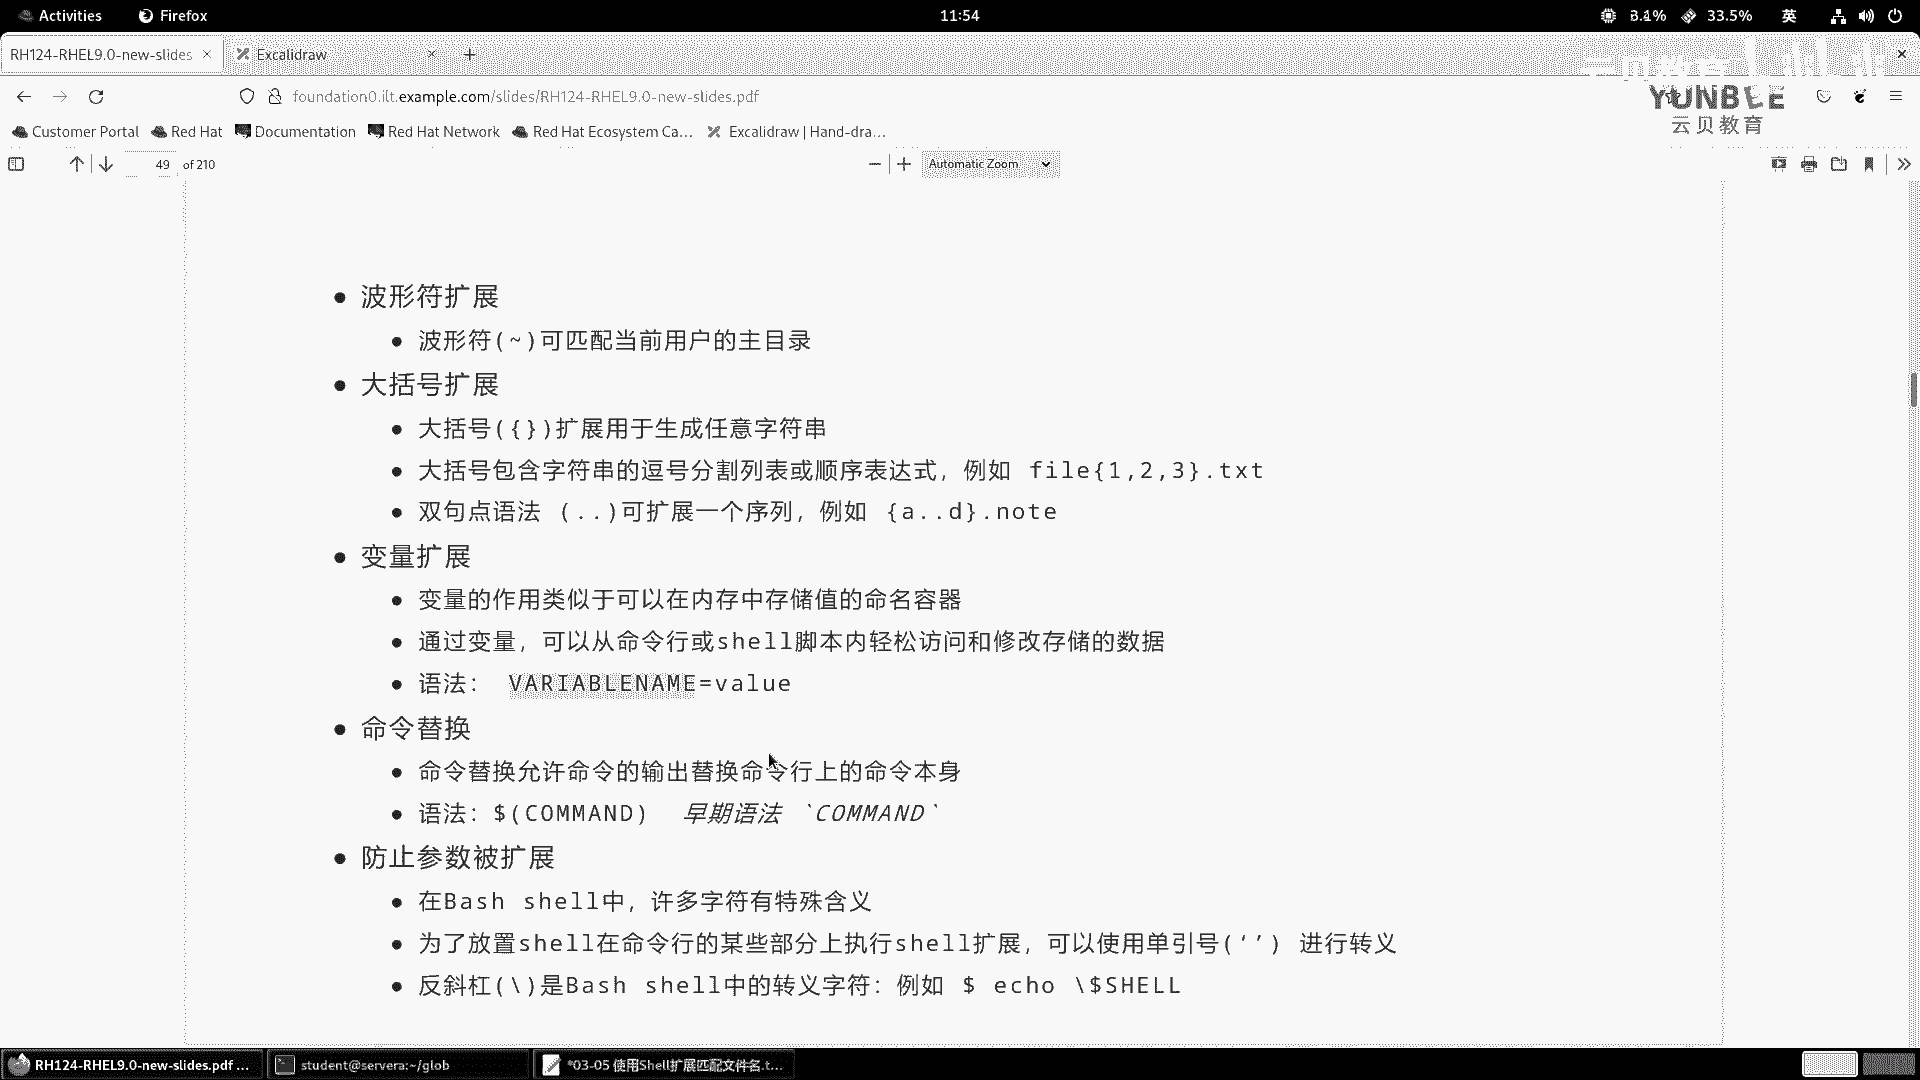 Activities Firefox 11:54 3.1% 33.5% 英
RH124-RHEL9.0-new-slides Excalidraw
foundation0.ilt.example.com/slides/RH124-RHEL9.0-new-slides.pdf
YUNBEE
云贝教育
Customer Portal Red Hat Documentation Red Hat Network Red Hat Ecosystem Ca… Excalidraw | Hand-dra…
49 of 210 Automatic Zoom
• 波形符扩展
• 波形符(~)可匹配当前用户的主目录
• 大括号扩展
• 大括号({})扩展用于生成任意字符串
• 大括号包含字符串的逗号分割列表或顺序表达式，例如 file{1,2,3}.txt
• 双句点语法 (..)可扩展一个序列，例如 {a..d}.note
• 变量扩展
• 变量的作用类似于可以在内存中存储值的命名容器
• 通过变量，可以从命令行或shell脚本内轻松访问和修改存储的数据
• 语法： VARIABLENAME=value
• 命令替换
• 命令替换允许命令的输出替换命令行上的命令本身
• 语法：$(COMMAND) 早期语法 `COMMAND`
• 防止参数被扩展
• 在Bash shell中，许多字符有特殊含义
• 为了放置shell在命令行的某些部分上执行shell扩展，可以使用单引号(‘’) 进行转义
• 反斜杠(\)是Bash shell中的转义字符：例如 $ echo \$SHELL
RH124-RHEL9.0-new-slides.pdf … student@servera:~/glob *03-05 使用Shell扩展匹配文件名.t…